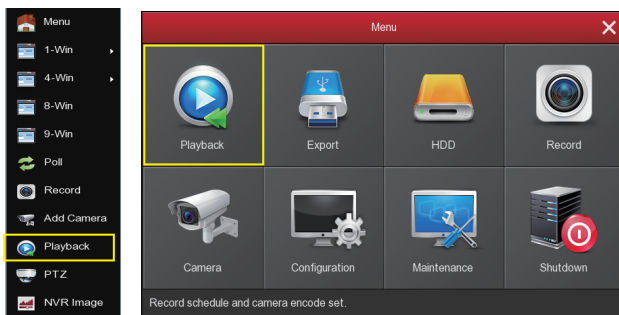 Menu
1-Win
4-Win
8-Win
9-Win
Poll
Record
Add Camera
Playback
PTZ
NVR Image
Menu
Playback
Export
HDD
Record
Camera
Configuration
Maintenance
Shutdown
Record schedule and camera encode set.